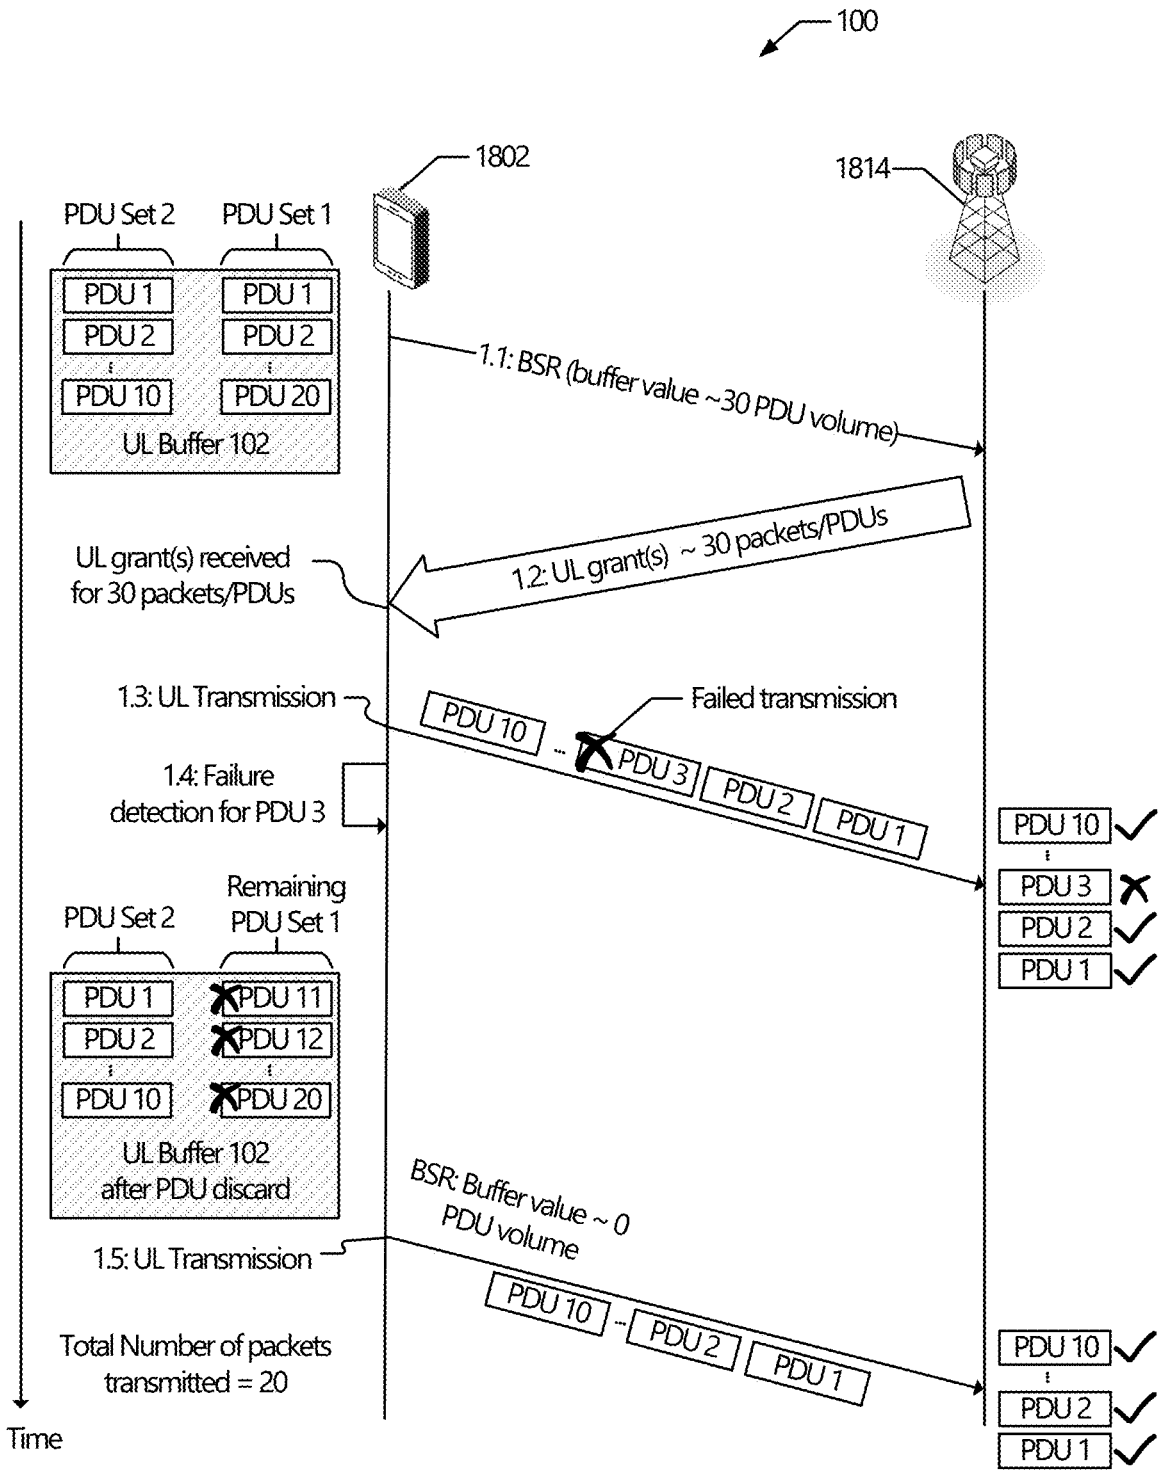 100
1802
1814
PDU Set 2
PDU Set 1
PDU 1
PDU 1
PDU 2
PDU 2
⋮
⋮
PDU 10
PDU 20
UL Buffer 102
1.1: BSR (buffer value ~30 PDU volume)
1.2: UL grant(s) ~ 30 packets/PDUs
UL grant(s) received
for 30 packets/PDUs
1.3: UL Transmission
Failed transmission
PDU 10
...
PDU 3
PDU 2
PDU 1
1.4: Failure
detection for PDU 3
PDU 10
⋮
PDU 3
PDU 2
PDU 1
PDU Set 2
Remaining
PDU Set 1
PDU 1
PDU 11
PDU 2
PDU 12
⋮
⋮
PDU 10
PDU 20
UL Buffer 102
after PDU discard
BSR: Buffer value ~ 0
PDU volume
1.5: UL Transmission
PDU 10
...
PDU 2
PDU 1
Total Number of packets
transmitted = 20
PDU 10
⋮
PDU 2
PDU 1
Time